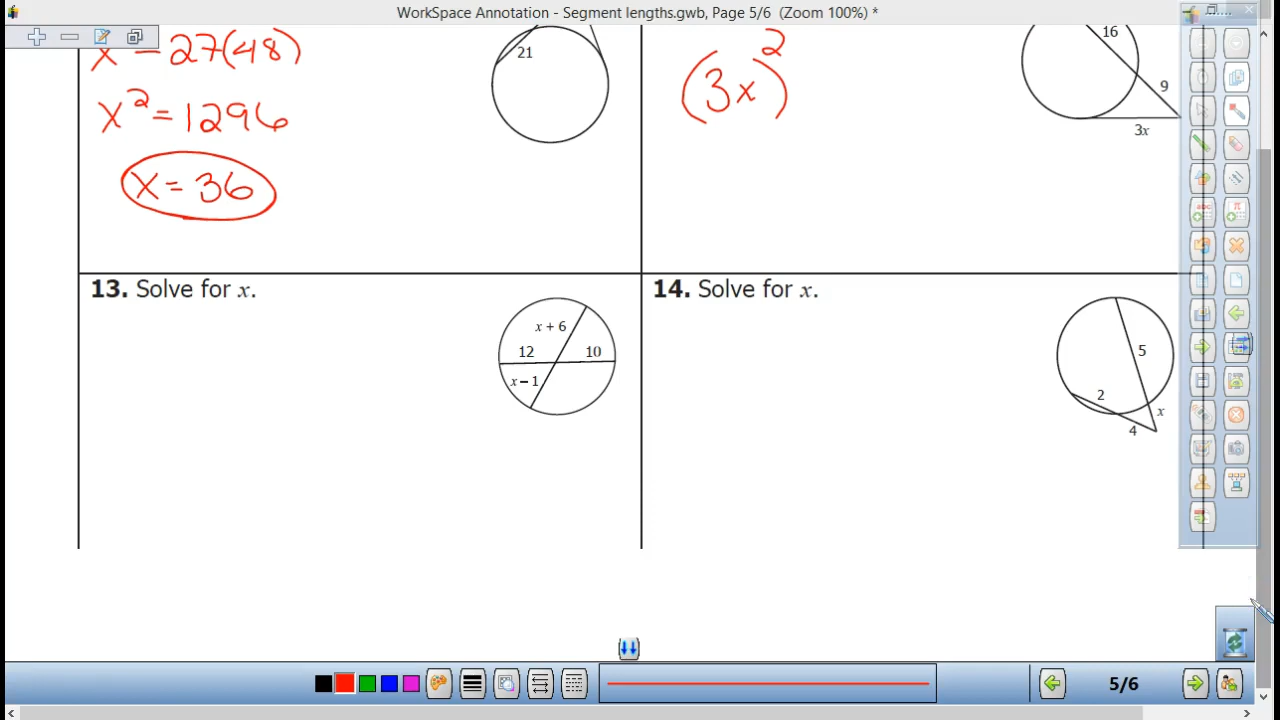 WorkSpace Annotation - Segment lengths.gwb, Page 5/6 (Zoom 100%) *
x = 27(48)
x² = 1296
x = 36
21
(3x)²
16
9
3x
13. Solve for x.
x + 6
12
10
x – 1
14. Solve for x.
5
2
x
4
abc
π
5/6